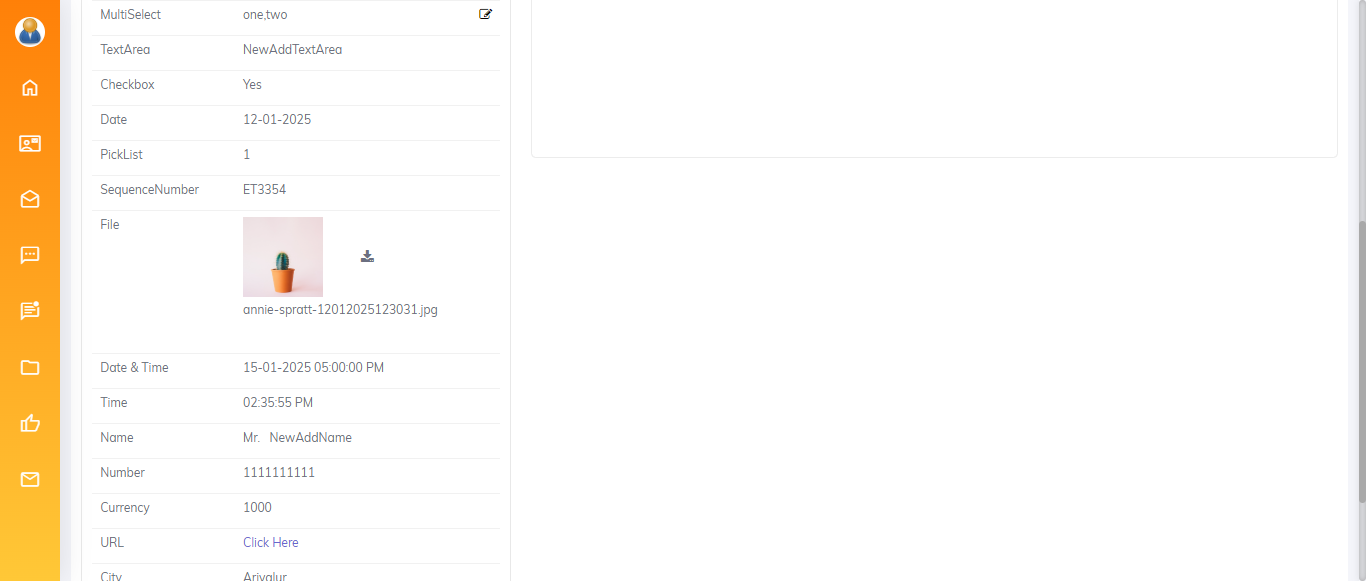 MultiSelect one,two
TextArea NewAddTextArea
Checkbox Yes
Date 12-01-2025
PickList 1
SequenceNumber ET3354
File
annie-spratt-12012025123031.jpg
Date & Time 15-01-2025 05:00:00 PM
Time 02:35:55 PM
Name Mr. NewAddName
Number 1111111111
Currency 1000
URL Click Here
City Ariyalur